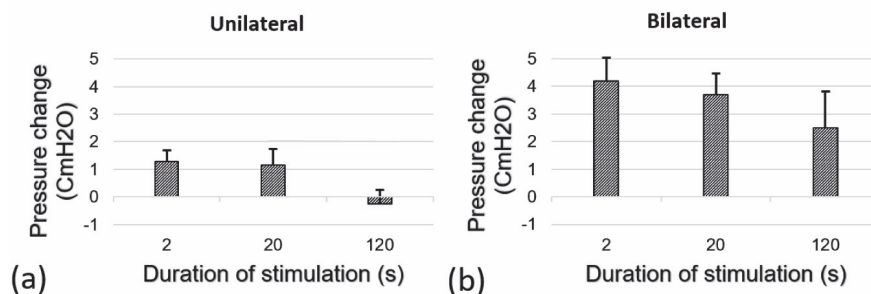 Unilateral
Pressure change
(CmH2O)
5
4
3
2
1
0
-1
2 20 120
Duration of stimulation (s)
(a)
Bilateral
Pressure change
(CmH2O)
5
4
3
2
1
0
-1
2 20 120
Duration of stimulation (s)
(b)